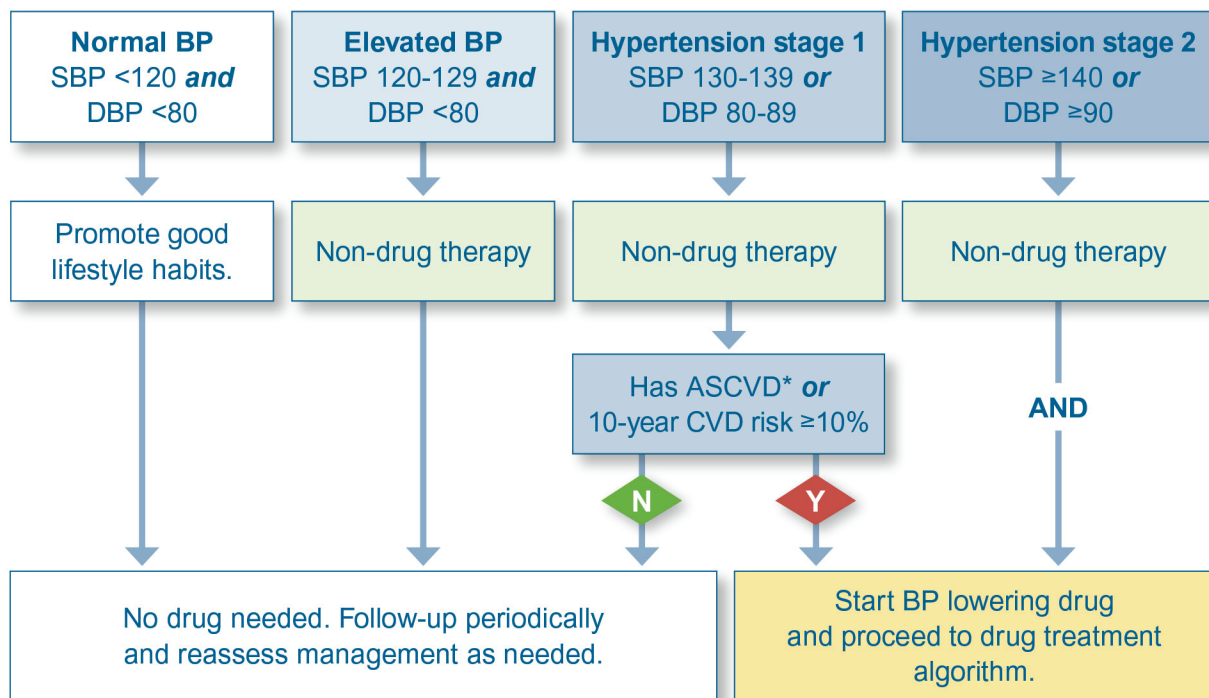 Normal BP
SBP <120 and
DBP <80
Elevated BP
SBP 120-129 and
DBP <80
Hypertension stage 1
SBP 130-139 or
DBP 80-89
Hypertension stage 2
SBP ≥140 or
DBP ≥90
Promote good
lifestyle habits.
Non-drug therapy
Non-drug therapy
Non-drug therapy
Has ASCVD* or
10-year CVD risk ≥10%
AND
N
Y
No drug needed. Follow-up periodically
and reassess management as needed.
Start BP lowering drug
and proceed to drug treatment
algorithm.